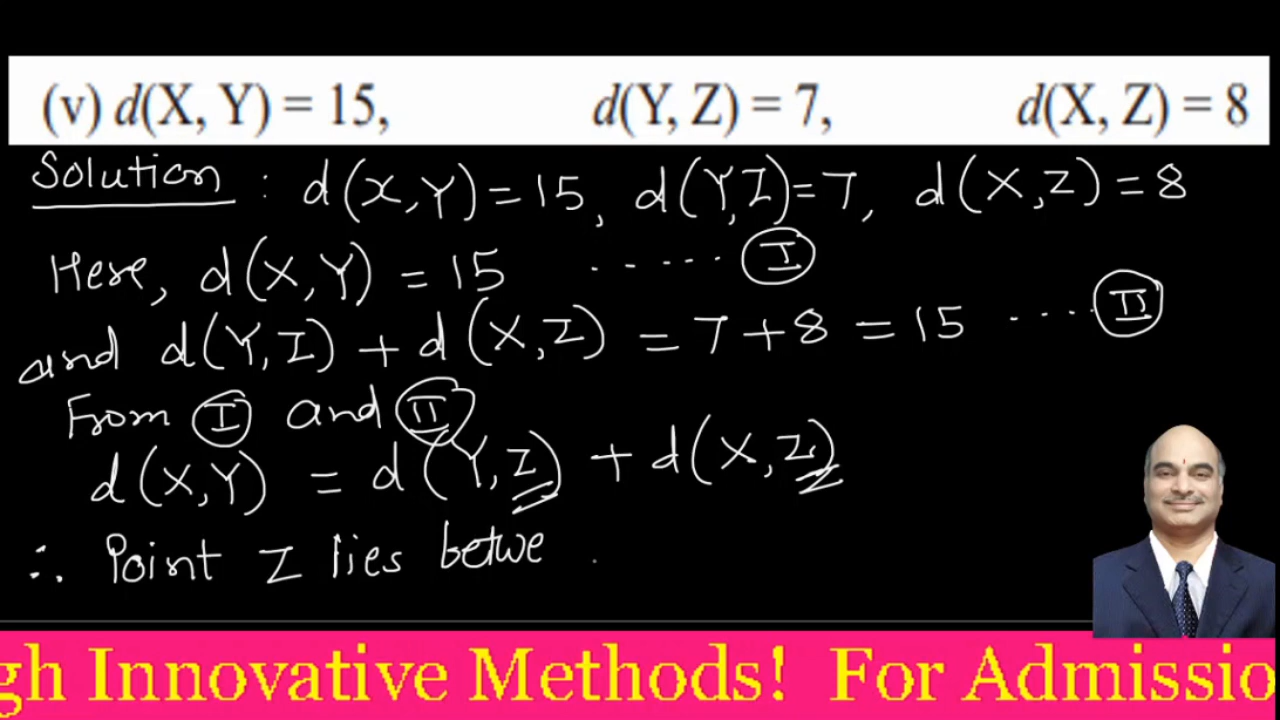 (v) d(X, Y) = 15, d(Y, Z) = 7, d(X, Z) = 8
Solution : d(X,Y)=15, d(Y,Z)=7, d(X,Z)=8
Here, d(X,Y) = 15 ...... I
and d(Y,Z) + d(X,Z) = 7+8 = 15 .... II
From I and II
d(X,Y) = d(Y,Z) + d(X,Z)
∴ Point Z lies betwe
gh Innovative Methods! For Admissio